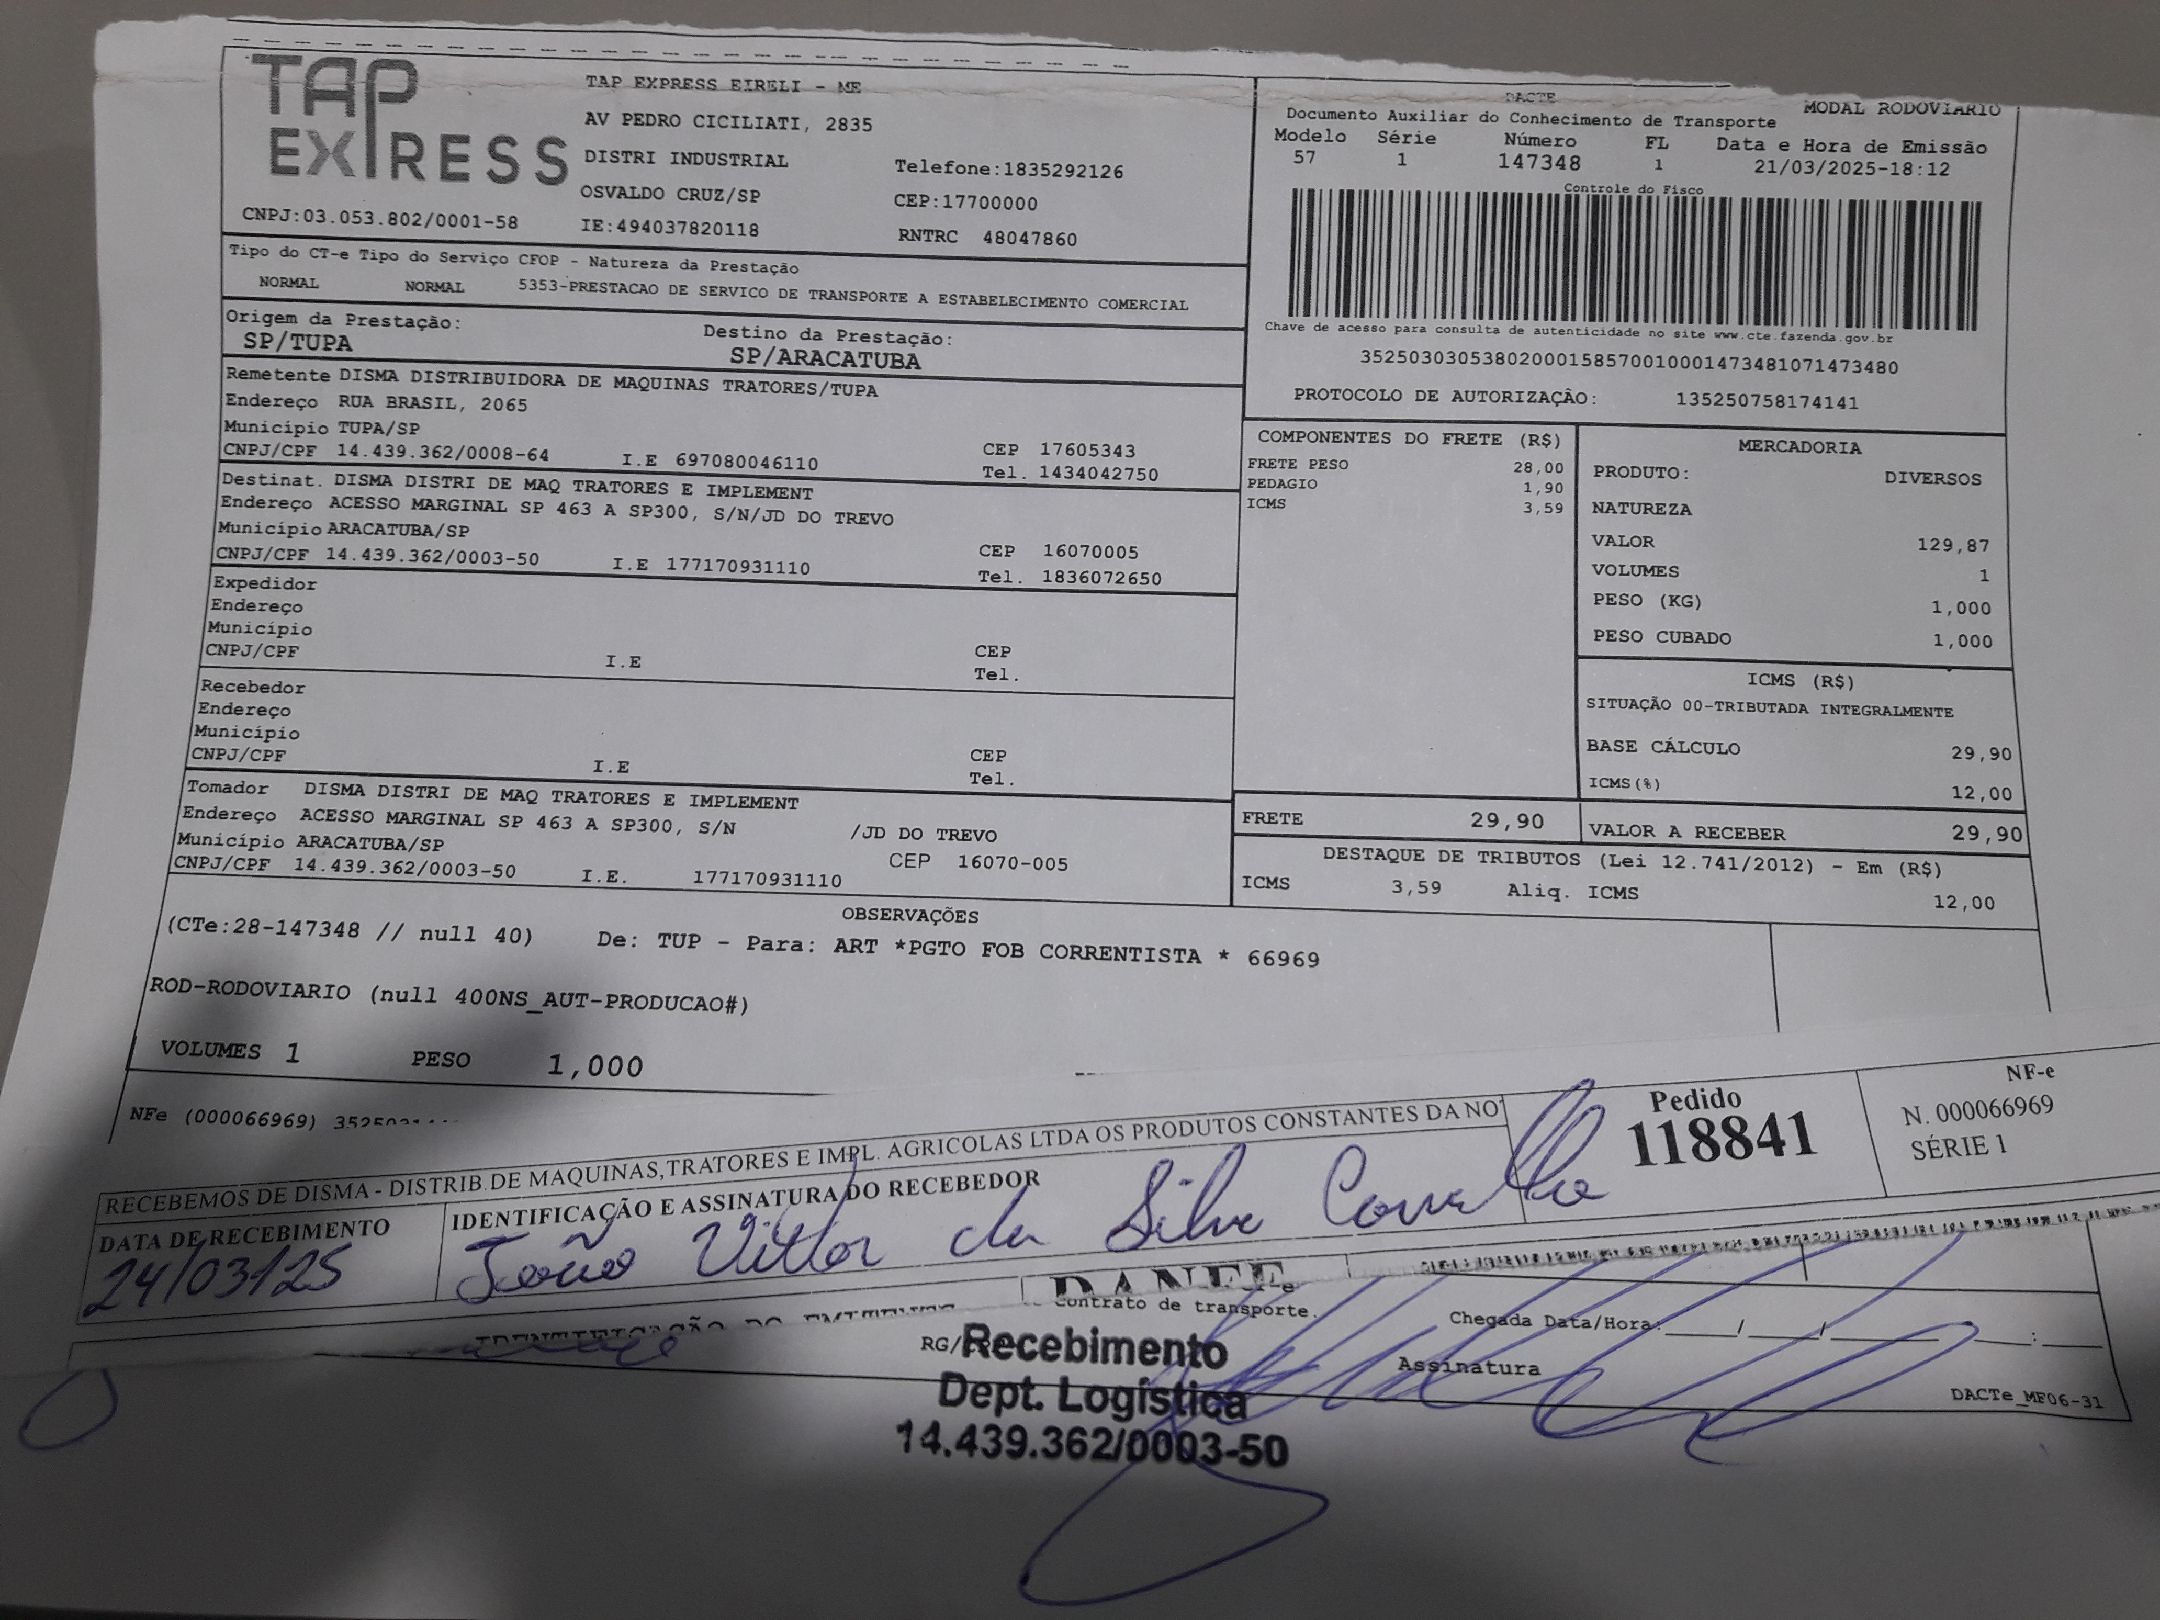 TAP EXPRESS
TAP EXPRESS EIRELI - ME
AV PEDRO CICILIATI, 2835
DISTRI INDUSTRIAL Telefone:1835292126
OSVALDO CRUZ/SP CEP:17700000
CNPJ:03.053.802/0001-58 IE:494037820118 RNTRC 48047860
DACTE MODAL RODOVIARIO
Documento Auxiliar do Conhecimento de Transporte
Modelo Série Número FL Data e Hora de Emissão
57 1 147348 1 21/03/2025-18:12
Controle do Fisco
Chave de acesso para consulta de autenticidade no site www.cte.fazenda.gov.br
35250303053802000158570010001473481071473480
PROTOCOLO DE AUTORIZAÇÂO: 135250758174141
Tipo do CT-e Tipo do Serviço CFOP - Natureza da Prestação
NORMAL NORMAL 5353-PRESTACAO DE SERVICO DE TRANSPORTE A ESTABELECIMENTO COMERCIAL
Origem da Prestação: Destino da Prestação:
SP/TUPA SP/ARACATUBA
Remetente DISMA DISTRIBUIDORA DE MAQUINAS TRATORES/TUPA
Endereço RUA BRASIL, 2065
Município TUPA/SP CEP 17605343
CNPJ/CPF 14.439.362/0008-64 I.E 697080046110 Tel. 1434042750
Destinat. DISMA DISTRI DE MAQ TRATORES E IMPLEMENT
Endereço ACESSO MARGINAL SP 463 A SP300, S/N/JD DO TREVO
Município ARACATUBA/SP CEP 16070005
CNPJ/CPF 14.439.362/0003-50 I.E 177170931110 Tel. 1836072650
Expedidor
Endereço
Município
CNPJ/CPF I.E CEP
Tel.
Recebedor
Endereço
Município
CNPJ/CPF I.E CEP
Tel.
Tomador DISMA DISTRI DE MAQ TRATORES E IMPLEMENT
Endereço ACESSO MARGINAL SP 463 A SP300, S/N /JD DO TREVO
Município ARACATUBA/SP CEP 16070-005
CNPJ/CPF 14.439.362/0003-50 I.E. 177170931110
COMPONENTES DO FRETE (R$)
FRETE PESO 28,00
PEDAGIO 1,90
ICMS 3,59
MERCADORIA
PRODUTO: DIVERSOS
NATUREZA
VALOR 129,87
VOLUMES 1
PESO (KG) 1,000
PESO CUBADO 1,000
ICMS (R$)
SITUAÇÃO 00-TRIBUTADA INTEGRALMENTE
BASE CÁLCULO 29,90
ICMS(%) 12,00
FRETE 29,90 VALOR A RECEBER 29,90
DESTAQUE DE TRIBUTOS (Lei 12.741/2012) - Em (R$)
ICMS 3,59 Aliq. ICMS 12,00
OBSERVAÇÕES
(CTe:28-147348 // null 40) De: TUP - Para: ART *PGTO FOB CORRENTISTA * 66969
ROD-RODOVIARIO (null 400NS_AUT-PRODUCAO#)
VOLUMES 1 PESO 1,000
NFe (000066969)
RECEBEMOS DE DISMA - DISTRIB.DE MAQUINAS,TRATORES E IMPL. AGRICOLAS LTDA OS PRODUTOS CONSTANTES DA NO
Pedido
118841
NF-e
N. 000066969
SÉRIE 1
DATA DE RECEBIMENTO IDENTIFICAÇÃO E ASSINATURA DO RECEBEDOR
24/03/25 João Vittor da Silva Carvalho
DANFE
Contrato de transporte.
Chegada Data/Hora: / / :
RG/
Assinatura
Recebimento
Dept. Logística
14.439.362/0003-50
DACTe_MF06-31